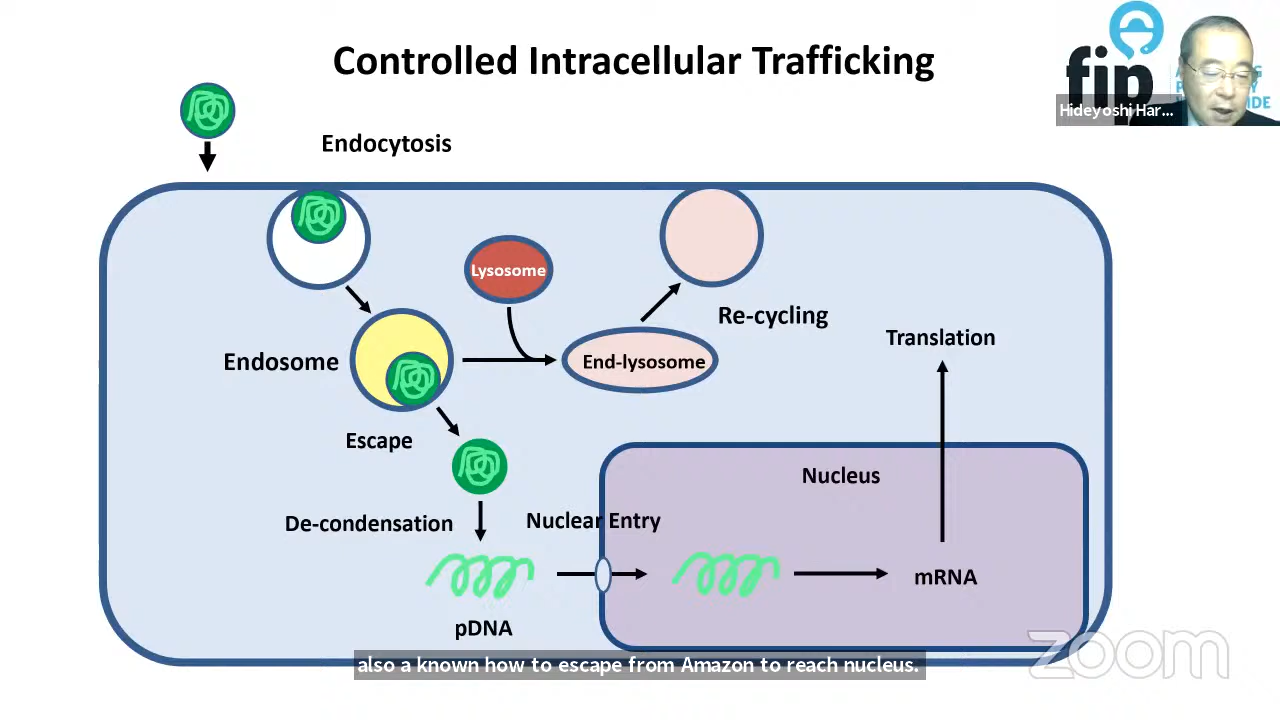 Controlled Intracellular Trafficking
fip
Hideyoshi Har...
Endocytosis
Lysosome
Re-cycling
Translation
Endosome
End-lysosome
Escape
Nucleus
De-condensation
Nuclear Entry
mRNA
pDNA
also a known how to escape from Amazon to reach nucleus.
zoom